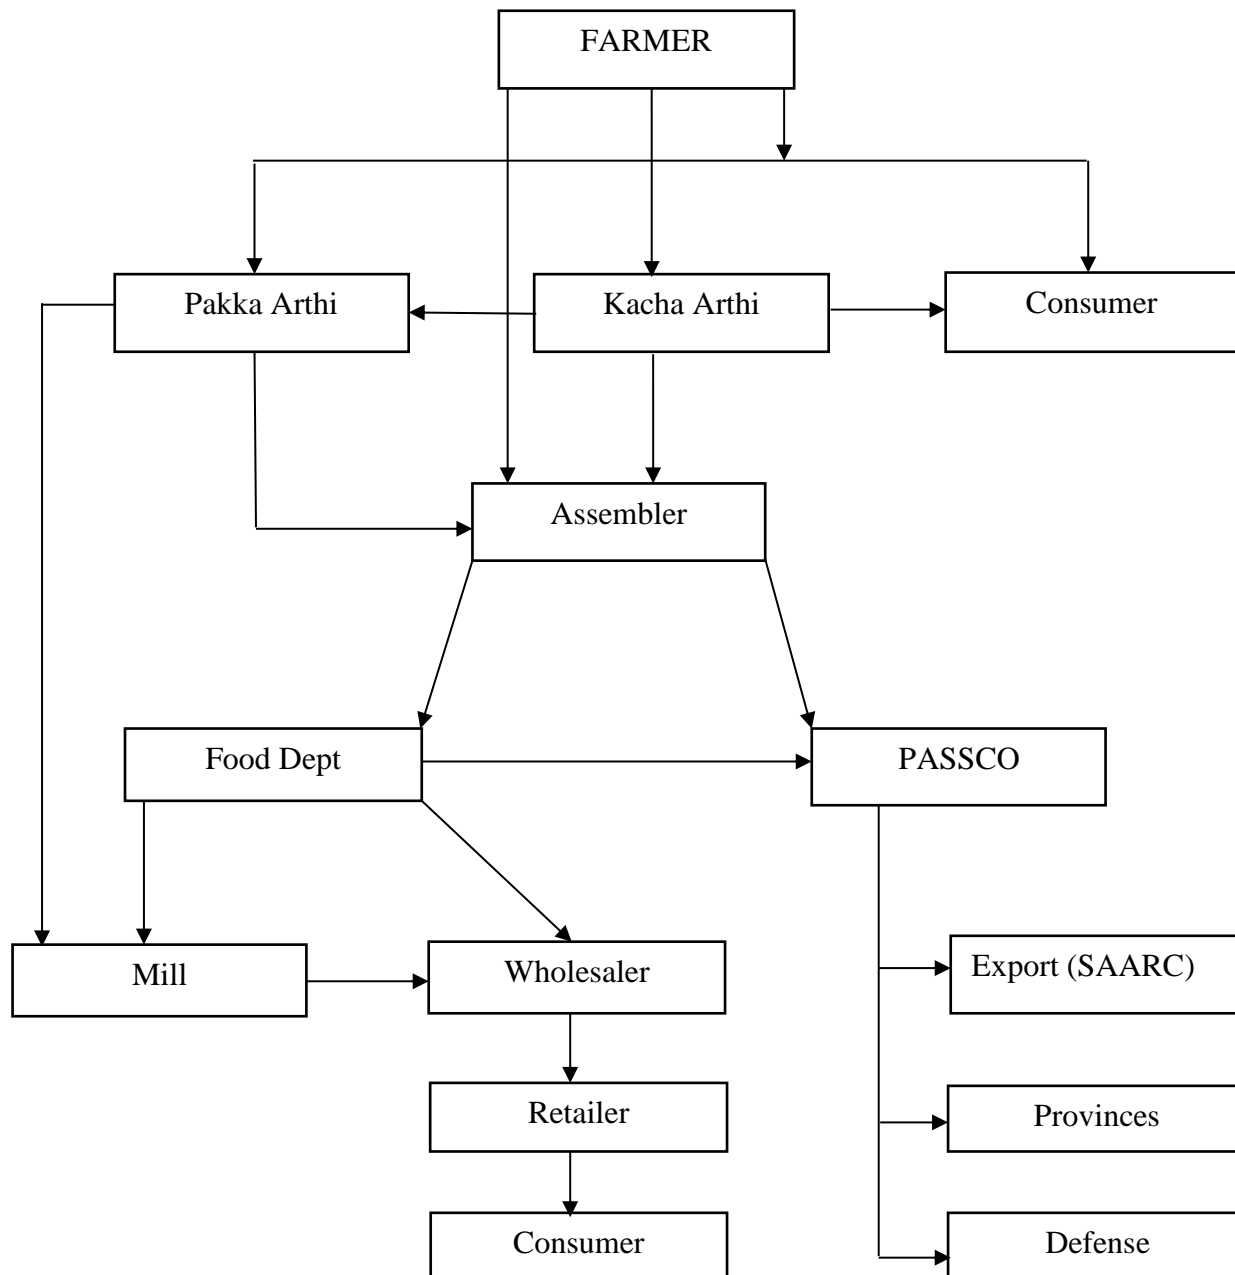 FARMER
Pakka Arthi
Kacha Arthi
Consumer
Assembler
Food Dept
PASSCO
Mill
Wholesaler
Export (SAARC)
Retailer
Provinces
Consumer
Defense